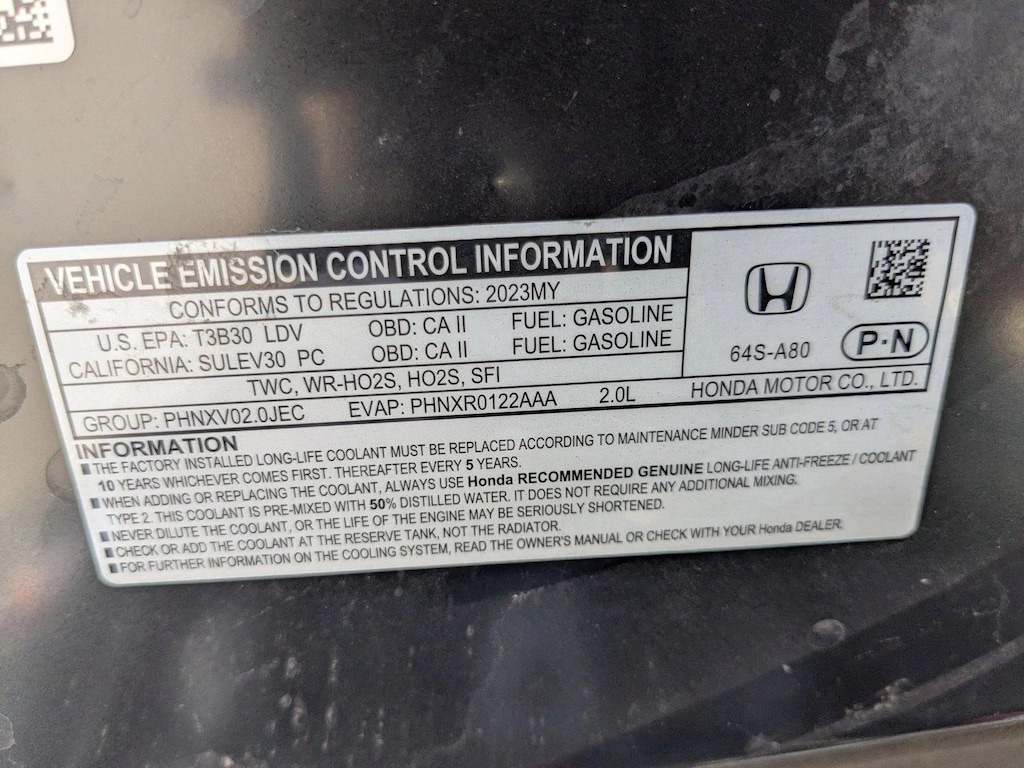 VEHICLE EMISSION CONTROL INFORMATION
CONFORMS TO REGULATIONS: 2023MY
U.S. EPA: T3B30 LDV OBD: CA II FUEL: GASOLINE
CALIFORNIA: SULEV30 PC OBD: CA II FUEL: GASOLINE
TWC, WR-HO2S, HO2S, SFI
GROUP: PHNXV02.0JEC EVAP: PHNXR0122AAA 2.0L
64S-A80 P·N
HONDA MOTOR CO., LTD.
INFORMATION
■ THE FACTORY INSTALLED LONG-LIFE COOLANT MUST BE REPLACED ACCORDING TO MAINTENANCE MINDER SUB CODE 5, OR AT
10 YEARS WHICHEVER COMES FIRST. THEREAFTER EVERY 5 YEARS.
■ WHEN ADDING OR REPLACING THE COOLANT, ALWAYS USE Honda RECOMMENDED GENUINE LONG-LIFE ANTI-FREEZE / COOLANT
TYPE 2. THIS COOLANT IS PRE-MIXED WITH 50% DISTILLED WATER. IT DOES NOT REQUIRE ANY ADDITIONAL MIXING.
■ NEVER DILUTE THE COOLANT, OR THE LIFE OF THE ENGINE MAY BE SERIOUSLY SHORTENED.
■ CHECK OR ADD THE COOLANT AT THE RESERVE TANK, NOT THE RADIATOR.
■ FOR FURTHER INFORMATION ON THE COOLING SYSTEM, READ THE OWNER'S MANUAL OR CHECK WITH YOUR Honda DEALER.